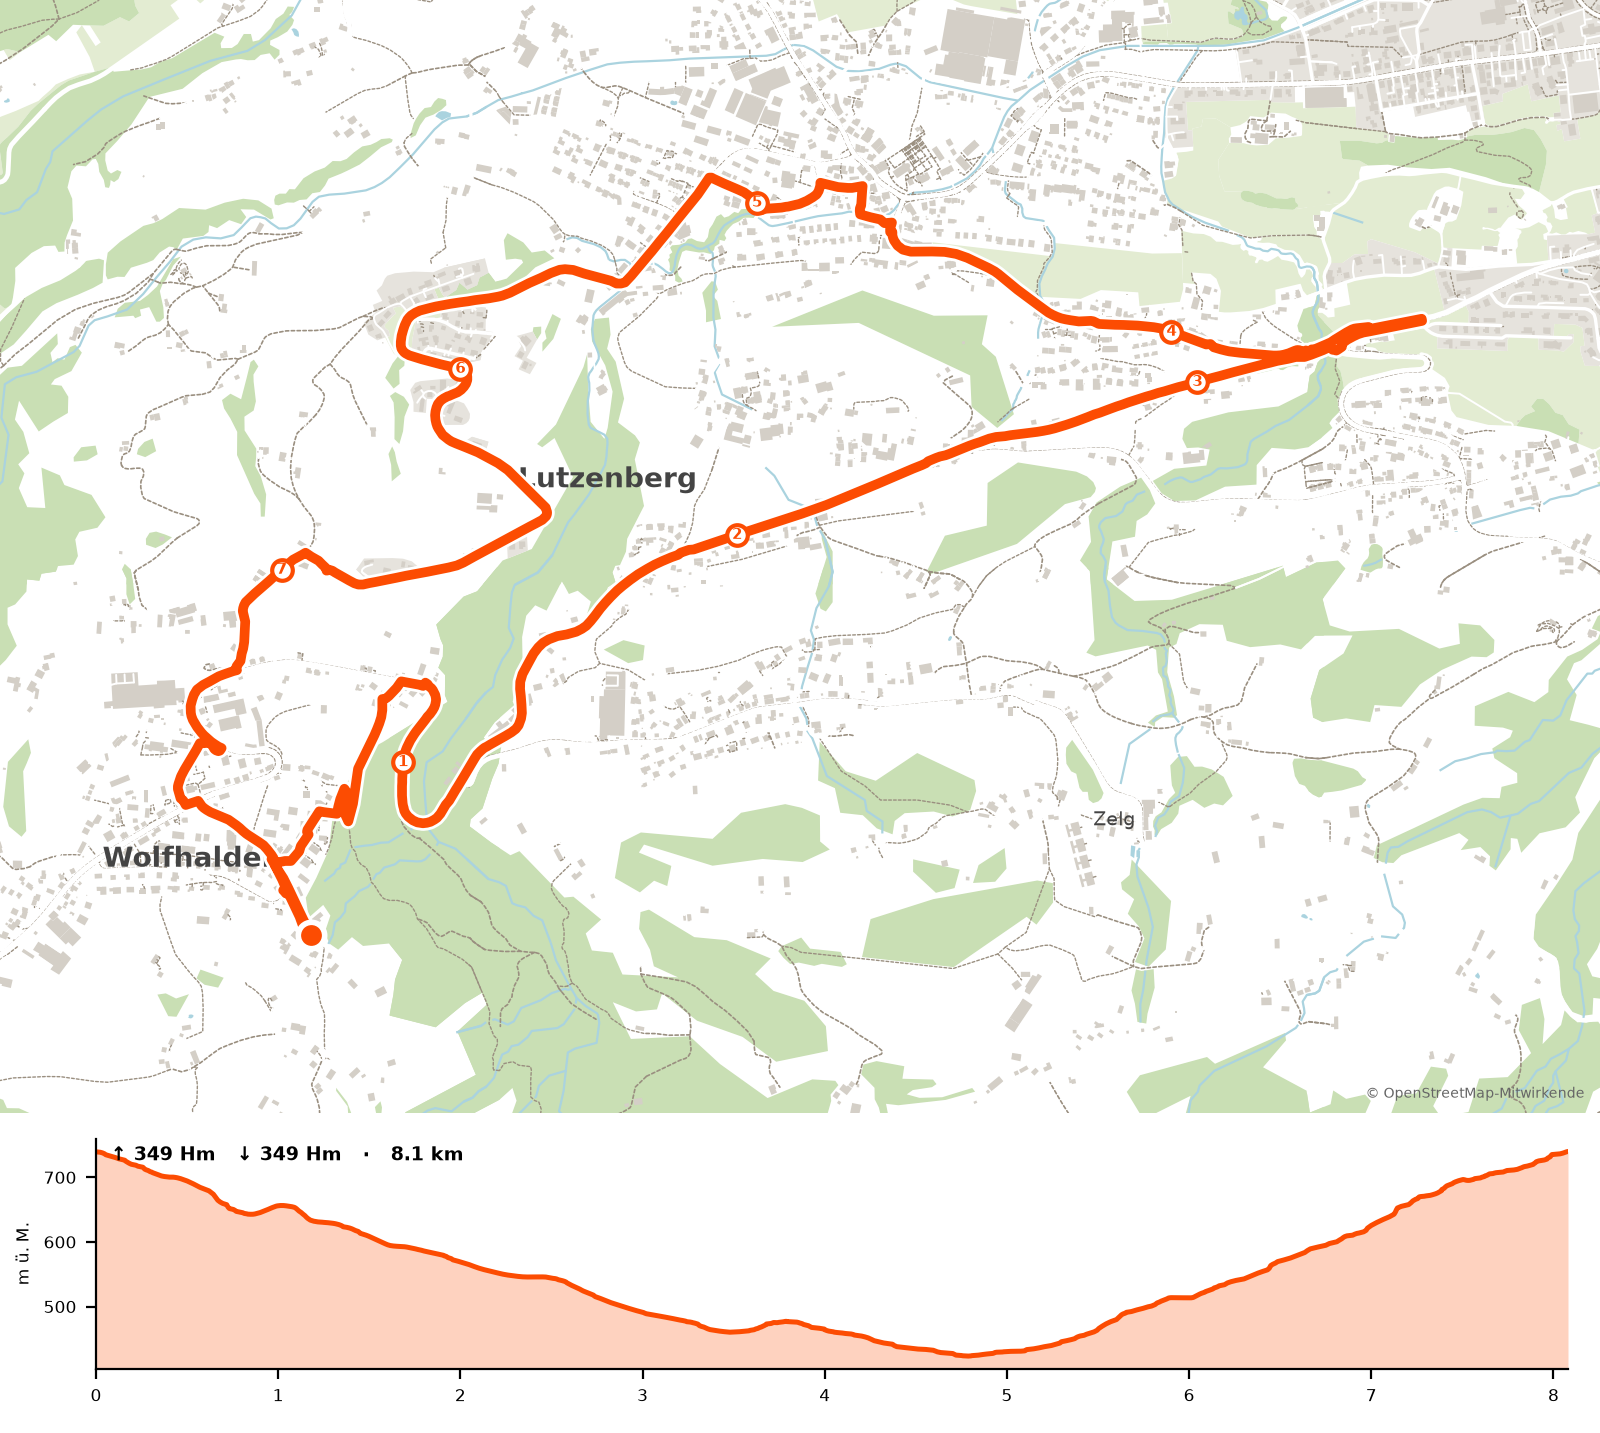 5
4
6
3
Lutzenberg
2
7
1
Zelg
Wolfhalde
© OpenStreetMap-Mitwirkende
↑ 349 Hm ↓ 349 Hm · 8.1 km
700
600
500
m ü. M.
0 1 2 3 4 5 6 7 8